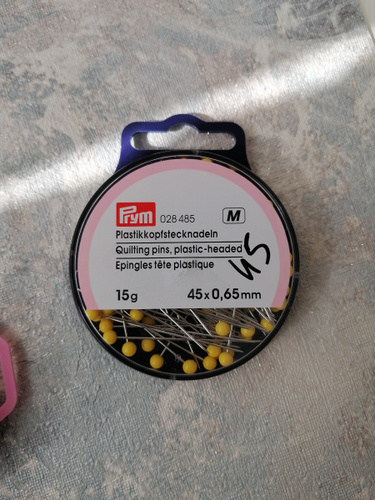 Prym 028 485 M
Plastikkopfstecknadeln
Quilting pins, plastic-headed
Epingles tête plastique
45
15g 45 x 0,65 mm